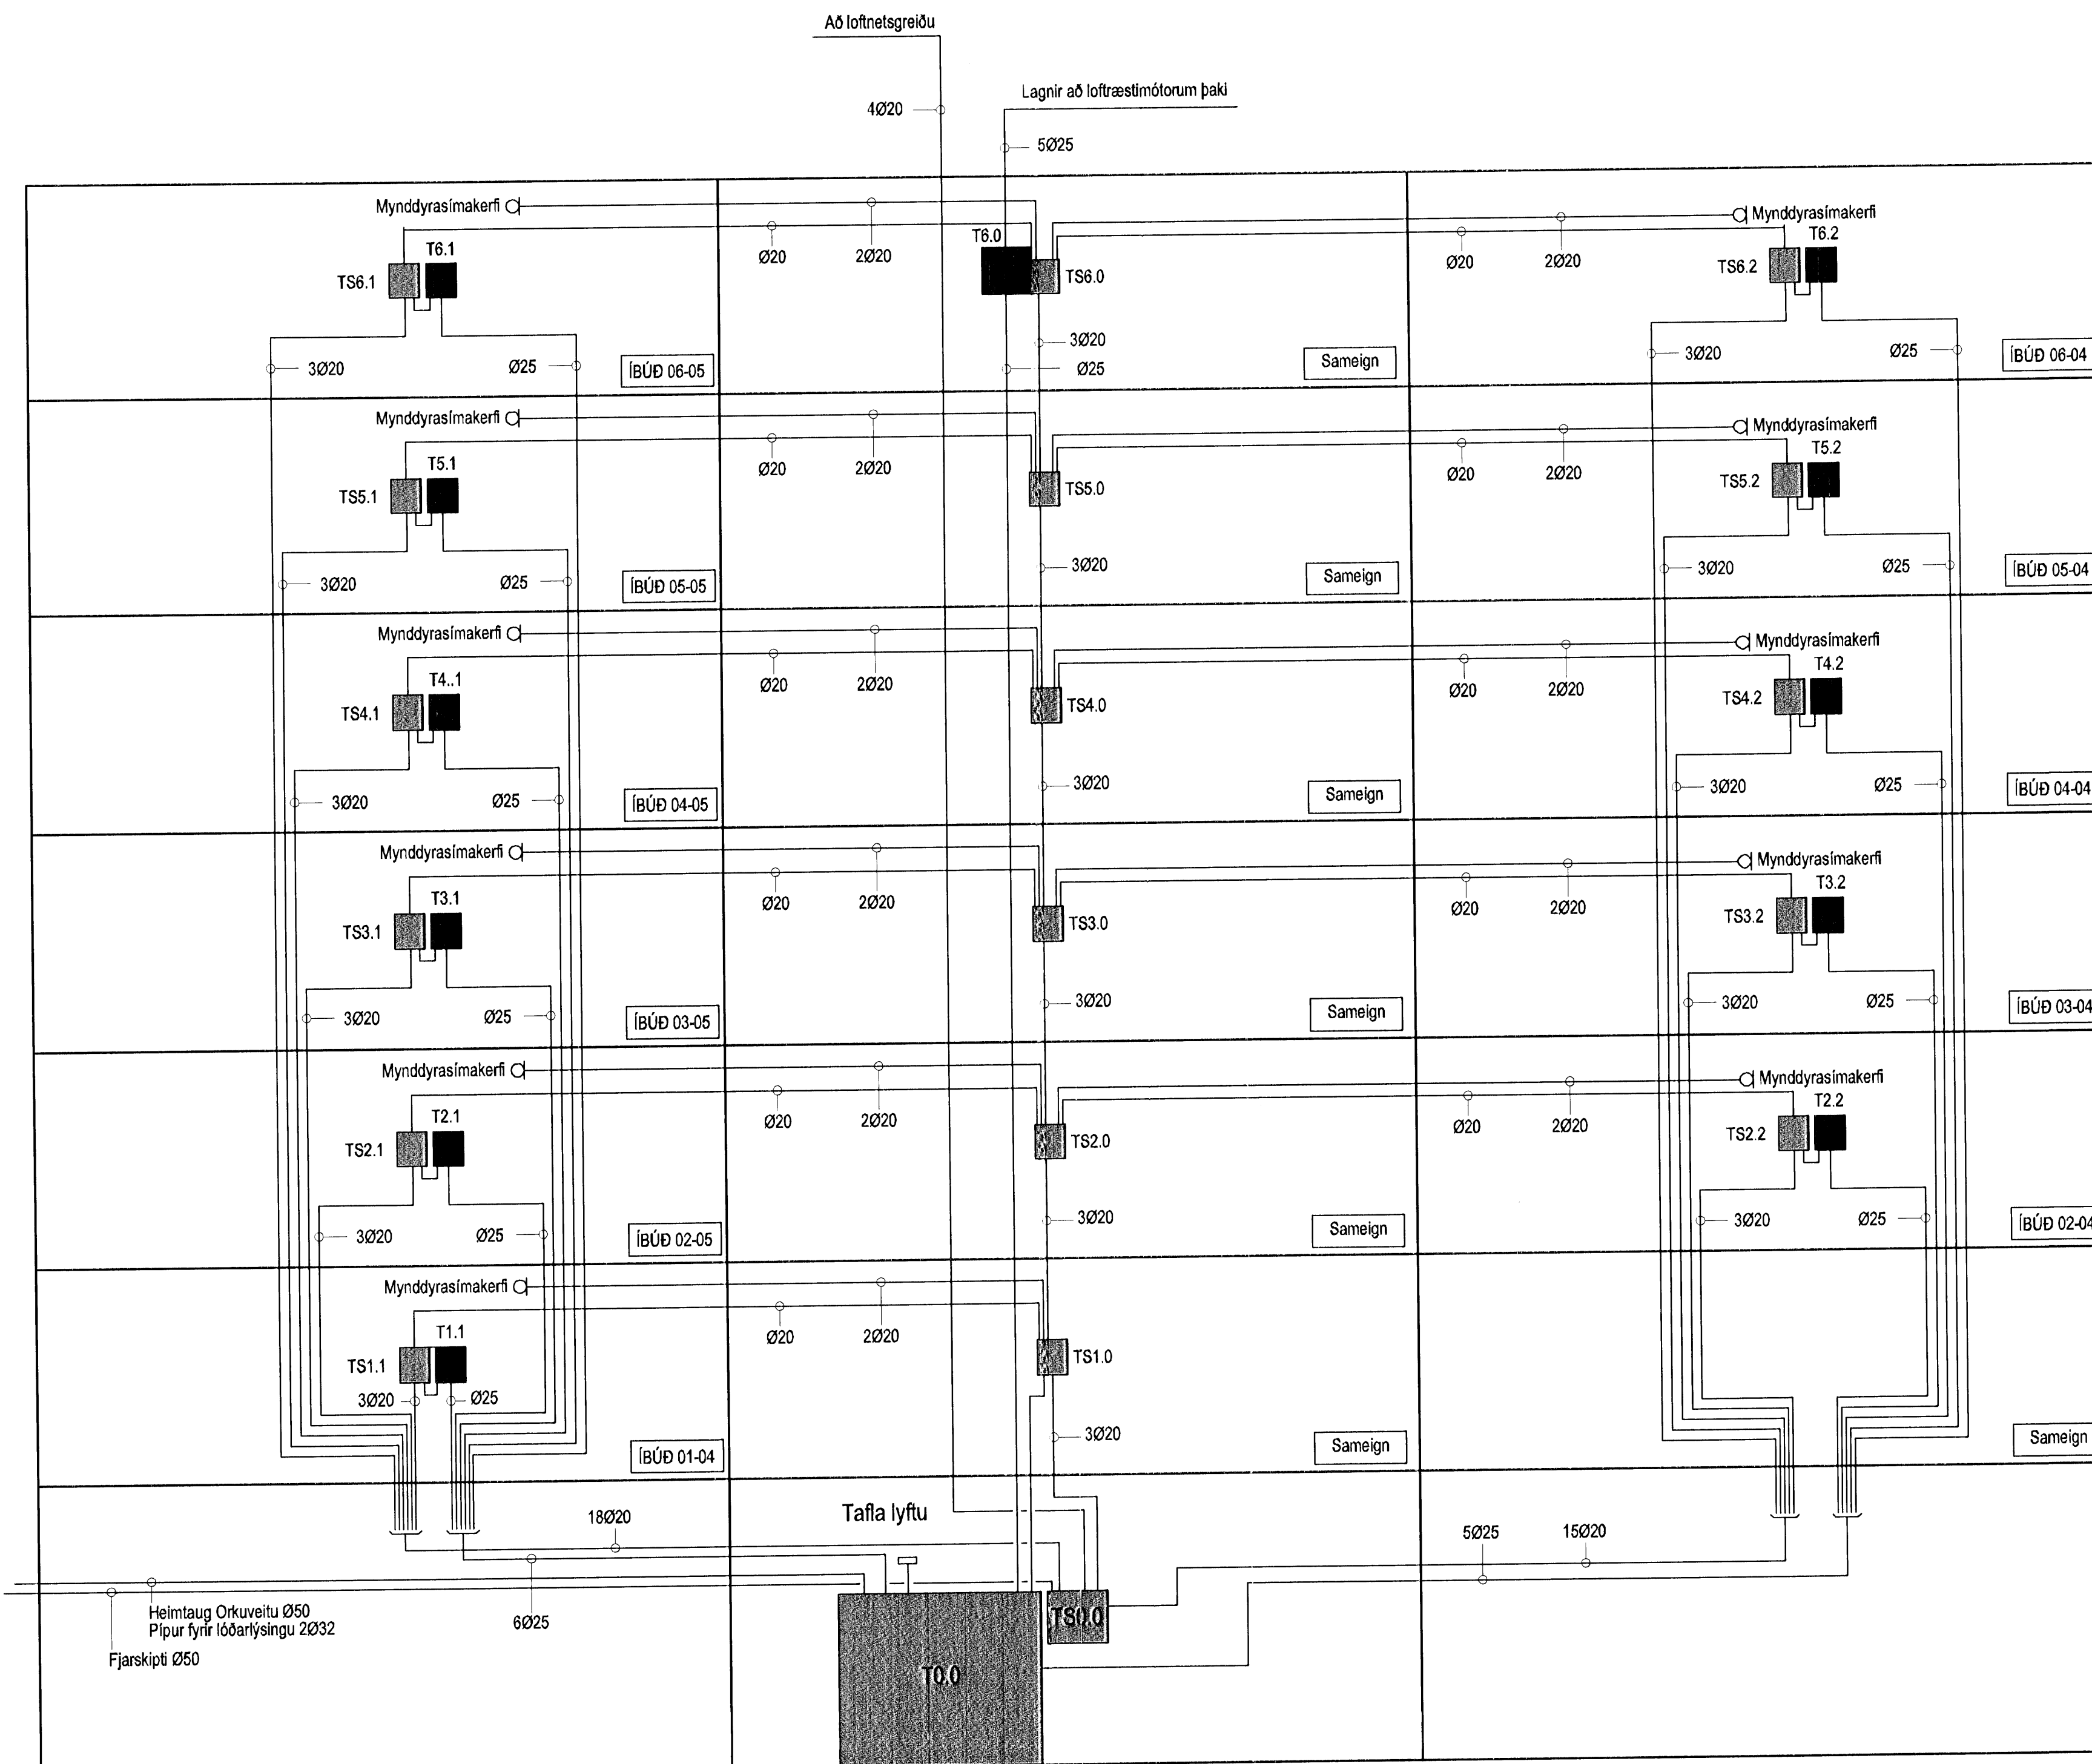 Að loftnetsgreiðu
4Ø20
Lagnir að loftræstimótorum þaki
5Ø25
Mynddyrasímakerfi
Ø20
2Ø20
T6.0
TS6.0
Ø20
2Ø20
Mynddyrasímakerfi
T6.1
TS6.1
T6.2
TS6.2
3Ø20
Ø25
ÍBÚÐ 06-05
3Ø20
Ø25
Sameign
3Ø20
Ø25
ÍBÚÐ 06-04
Mynddyrasímakerfi
Ø20
2Ø20
TS5.0
Ø20
2Ø20
Mynddyrasímakerfi
T5.1
TS5.1
T5.2
TS5.2
3Ø20
Ø25
ÍBÚÐ 05-05
3Ø20
Sameign
3Ø20
Ø25
ÍBÚÐ 05-04
Mynddyrasímakerfi
Ø20
2Ø20
TS4.0
Ø20
2Ø20
Mynddyrasímakerfi
T4..1
TS4.1
T4.2
TS4.2
3Ø20
Ø25
ÍBÚÐ 04-05
3Ø20
Sameign
3Ø20
Ø25
ÍBÚÐ 04-04
Mynddyrasímakerfi
Ø20
2Ø20
TS3.0
Ø20
2Ø20
Mynddyrasímakerfi
T3.1
TS3.1
T3.2
TS3.2
3Ø20
Ø25
ÍBÚÐ 03-05
3Ø20
Sameign
3Ø20
Ø25
ÍBÚÐ 03-04
Mynddyrasímakerfi
Ø20
2Ø20
TS2.0
Ø20
2Ø20
Mynddyrasímakerfi
T2.1
TS2.1
T2.2
TS2.2
3Ø20
Ø25
ÍBÚÐ 02-05
3Ø20
Sameign
3Ø20
Ø25
ÍBÚÐ 02-04
Mynddyrasímakerfi
Ø20
2Ø20
TS1.0
T1.1
TS1.1
3Ø20
Ø25
ÍBÚÐ 01-04
3Ø20
Sameign
Sameign
18Ø20
Tafla lyftu
5Ø25
15Ø20
Heimtaug Orkuveitu Ø50
Pípur fyrir lóðarlýsingu 2Ø32
Fjarskipti Ø50
6Ø25
TS0.0
T0.0